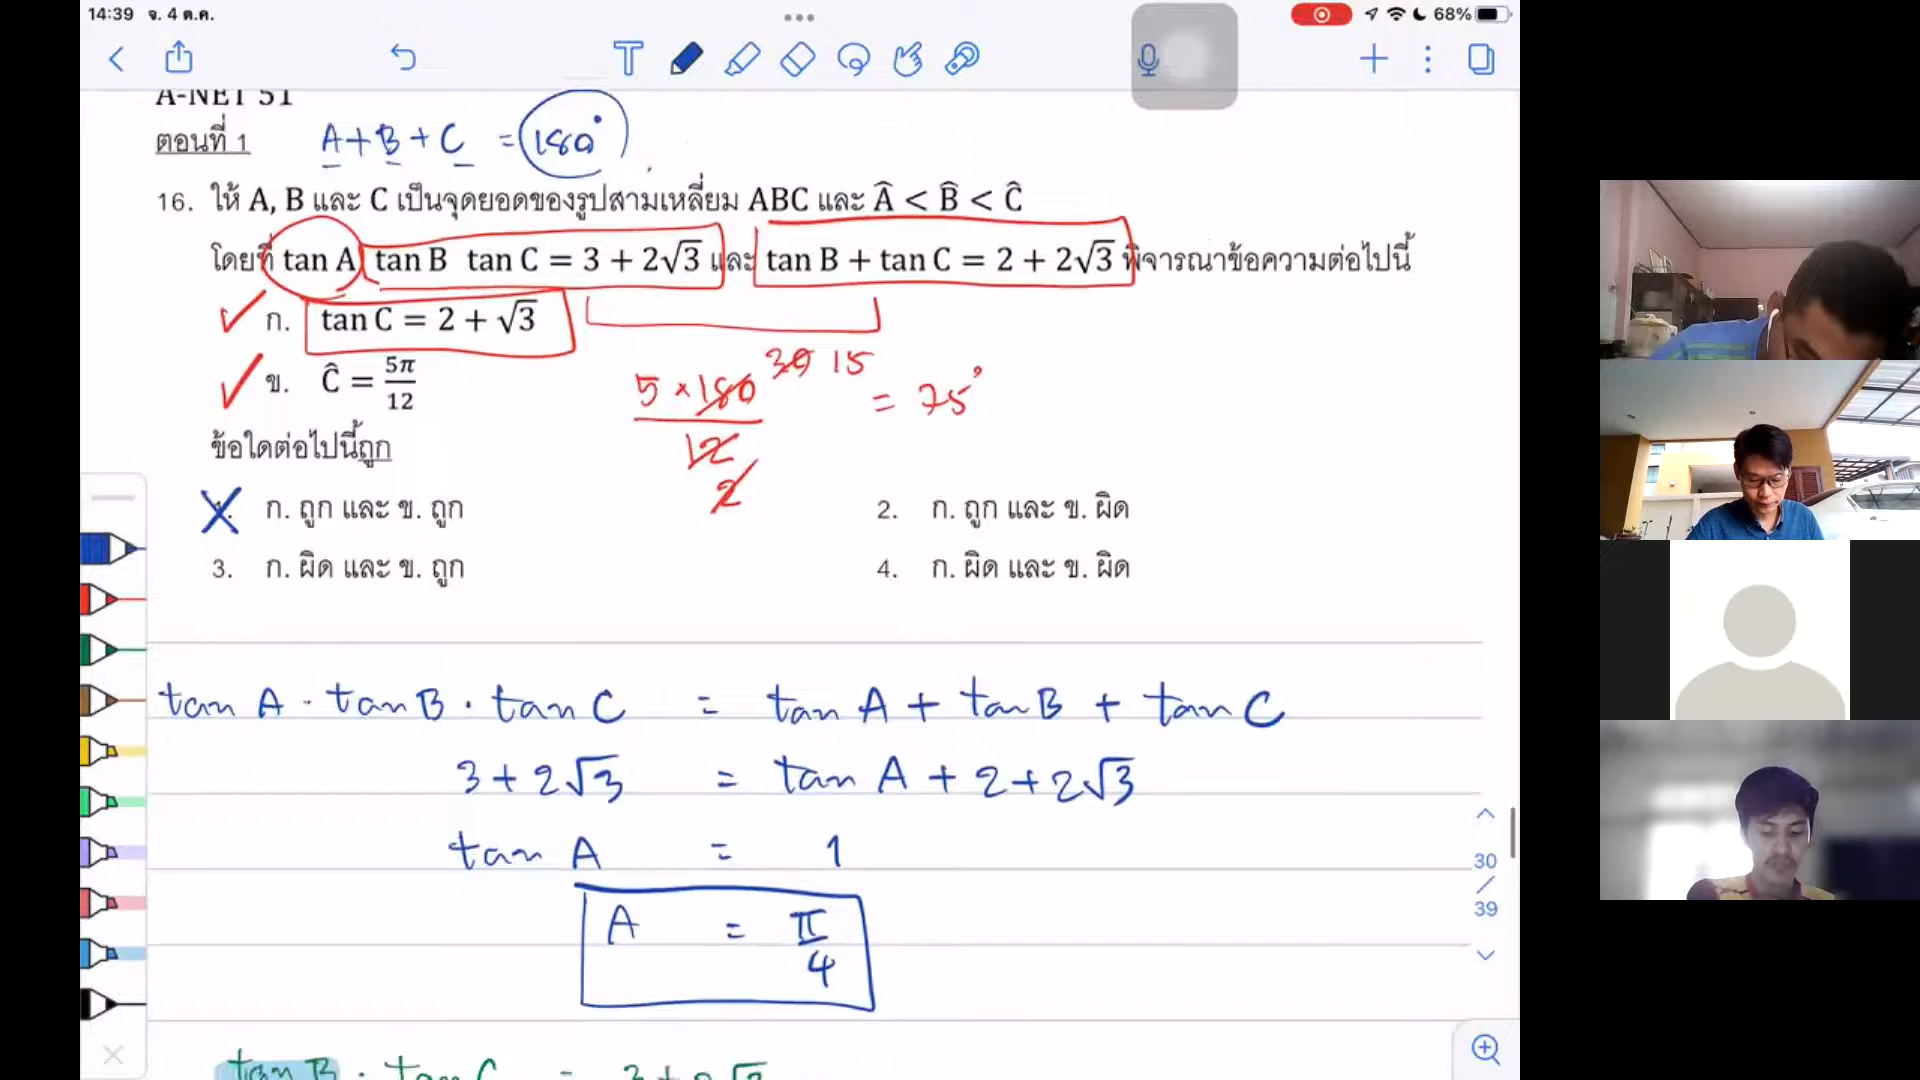 14:39 จ. 4 ต.ค. 68%
A-NET 51
ตอนที่ 1 A+B+C = 180°
16. ให้ A, B และ C เป็นจุดยอดของรูปสามเหลี่ยม ABC และ Â < B̂ < Ĉ
โดยที่ tan A tan B tan C = 3 + 2√3 และ tan B + tan C = 2 + 2√3 พิจารณาข้อความต่อไปนี้
ก. tan C = 2 + √3
ข. Ĉ = 5π/12
5 × 180 30 15 / 12 2 = 75°
ข้อใดต่อไปนี้ถูก
1. ก. ถูก และ ข. ถูก 2. ก. ถูก และ ข. ผิด
3. ก. ผิด และ ข. ถูก 4. ก. ผิด และ ข. ผิด
tan A · tan B · tan C = tan A + tan B + tan C
3 + 2√3 = tan A + 2 + 2√3
tan A = 1
A = π/4
tan B · tan C = 3 + 2√3
30
/
39